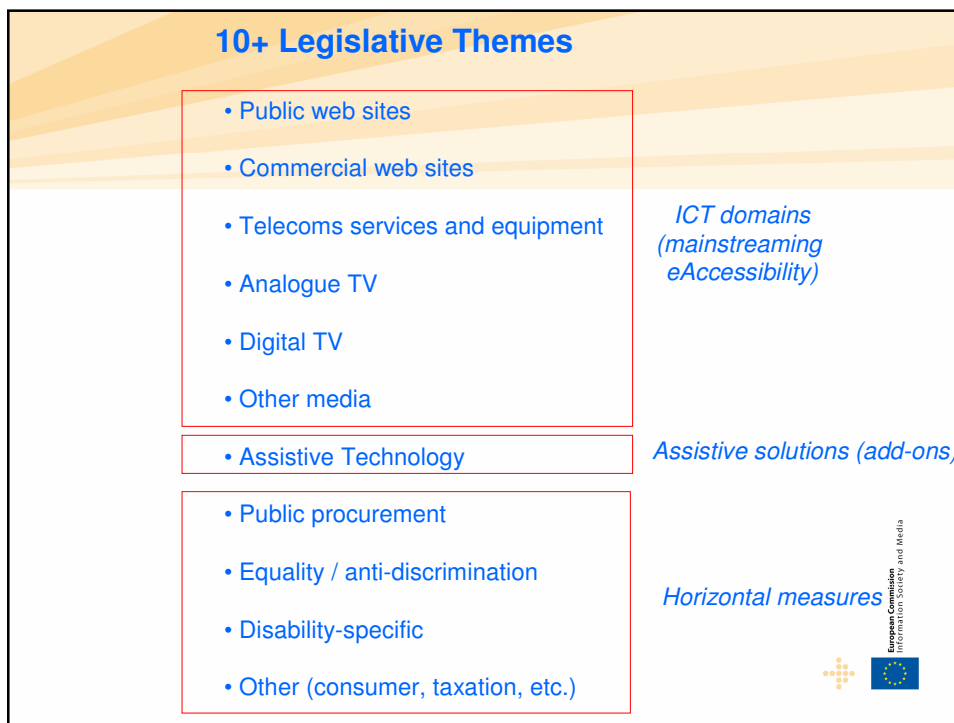 10+ Legislative Themes
• Public web sites
• Commercial web sites
• Telecoms services and equipment
• Analogue TV
• Digital TV
• Other media
ICT domains
(mainstreaming
eAccessibility)
• Assistive Technology
Assistive solutions (add-ons)
• Public procurement
• Equality / anti-discrimination
• Disability-specific
• Other (consumer, taxation, etc.)
Horizontal measures
European Commission
Information Society and Media